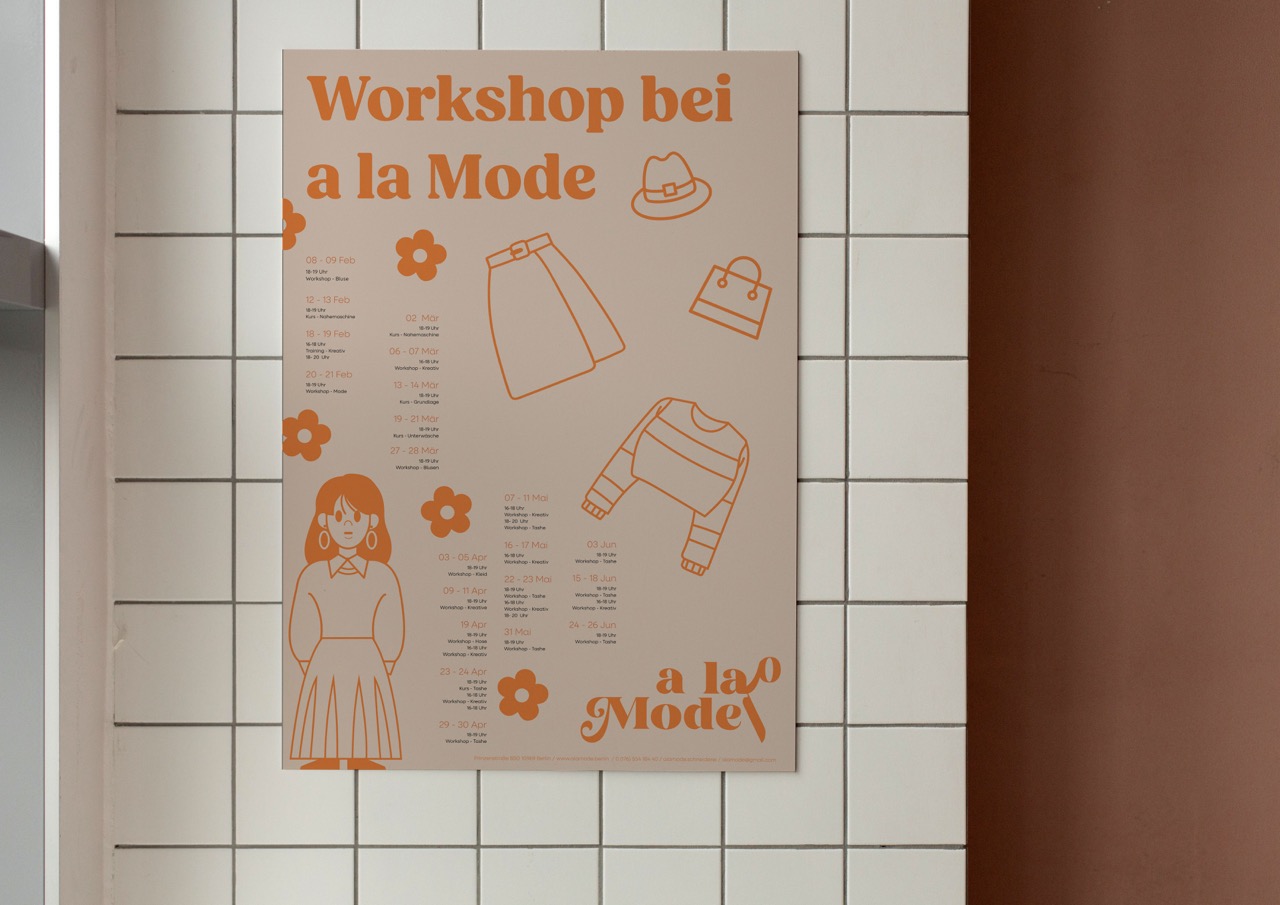 Workshop bei
a la Mode
08 - 09 Feb
18-19 Uhr
Workshop - Bluse
12 - 13 Feb
18-19 Uhr
Kurs - Nähemaschine
18 - 19 Feb
16-18 Uhr
Training - Kreativ
18- 20 Uhr
20 - 21 Feb
18-19 Uhr
Workshop - Mode
02 Mär
18-19 Uhr
Kurs - Nähemaschine
06 - 07 Mär
16-18 Uhr
Workshop - Kreativ
13 - 14 Mär
18-19 Uhr
Kurs - Grundlage
19 - 21 Mär
18-19 Uhr
Kurs - Unterwäsche
27 - 28 Mär
18-19 Uhr
Workshop - Blusen
03 - 05 Apr
18-19 Uhr
Workshop - Kleid
09 - 11 Apr
18-19 Uhr
Workshop - Kreative
19 Apr
18-19 Uhr
Workshop - Hose
16-18 Uhr
Workshop - Kreativ
23 - 24 Apr
18-19 Uhr
Kurs - Tashe
16-18 Uhr
Workshop - Kreativ
16-18 Uhr
29 - 30 Apr
18-19 Uhr
Workshop - Tashe
07 - 11 Mai
16-18 Uhr
Workshop - Kreativ
18- 20 Uhr
Workshop - Tashe
16 - 17 Mai
16-18 Uhr
Workshop - Kreativ
22 - 23 Mai
18-19 Uhr
Workshop - Tashe
16-18 Uhr
Workshop - Kreativ
18- 20 Uhr
31 Mai
18-19 Uhr
Workshop - Tashe
03 Jun
18-19 Uhr
Workshop - Tashe
15 - 18 Jun
18-19 Uhr
Workshop - Tashe
16-18 Uhr
Workshop - Kreativ
24 - 26 Jun
18-19 Uhr
Workshop - Tashe
a la
Mode